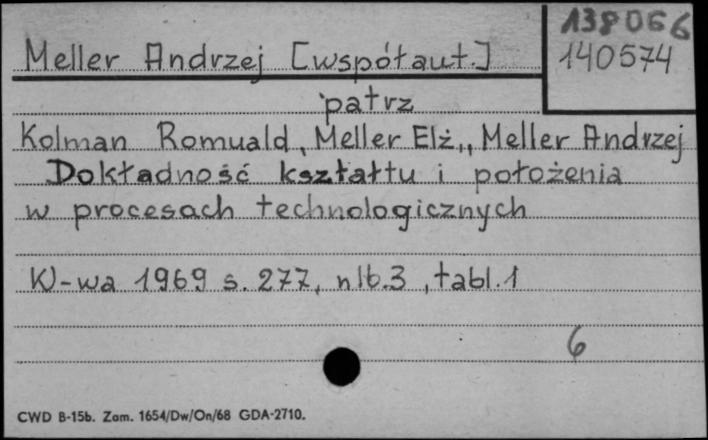 138066
Meller Andrzej [współaut.]
140574
patrz
Kolman Romuald, Meller Elż., Meller Andrzej
Dokładność kształtu i położenia
w procesach technologicznych
W-wa 1969 s. 277, nlb.3, tabl.1
6
CWD B-15b. Zam. 1654/Dw/On/68 GDA-2710.